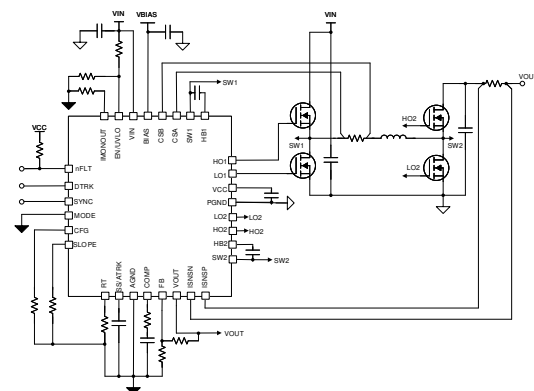 VIN
VBIAS
VIN
VOU
SW1
IMONOUT
EN/UVLO
VIN
BIAS
CSB
CSA
SW1
HB1
VCC
nFLT
DTRK
SYNC
MODE
CFG
SLOPE
HO1
LO1
VCC
PGND
LO2
HO2
HB2
SW2
LO2
HO2
SW2
SW1
HO2
SW2
LO2
RT
SS/ATRK
AGND
COMP
FB
VOUT
ISNSN
ISNSP
VOUT